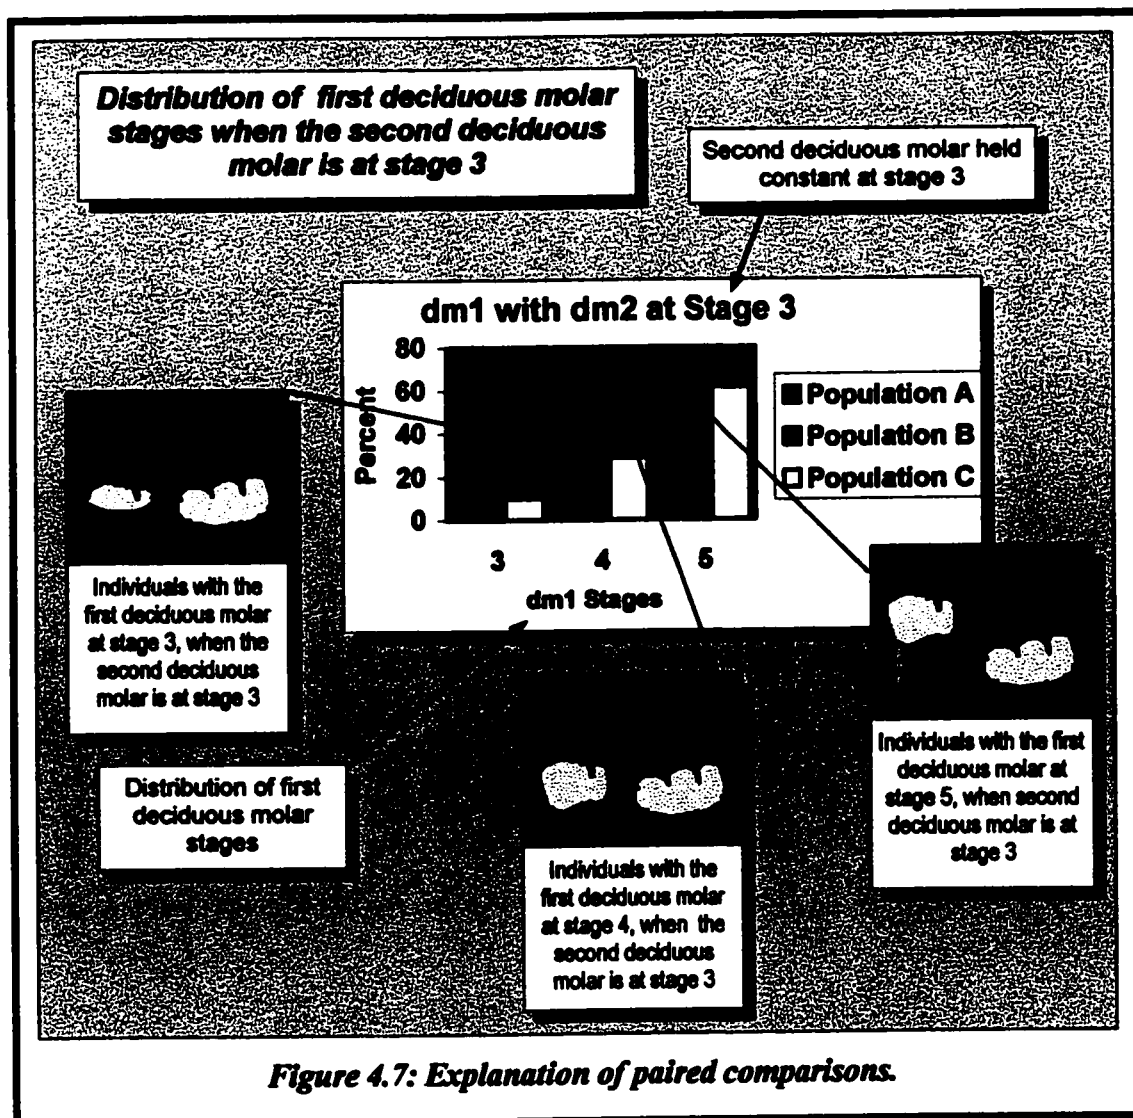 Distribution of first deciduous molar
stages when the second deciduous
molar is at stage 3
Second deciduous molar held
constant at stage 3
dm1 with dm2 at Stage 3
80
60
40
20
0
Percent
3 4 5
dm1 Stages
Population A
Population B
Population C
Individuals with the
first deciduous molar
at stage 3, when the
second deciduous
molar is at stage 3
Distribution of first
deciduous molar
stages
Individuals with the
first deciduous molar
at stage 4, when the
second deciduous
molar is at stage 3
Individuals with the first
deciduous molar at
stage 5, when second
deciduous molar is at
stage 3
Figure 4.7: Explanation of paired comparisons.